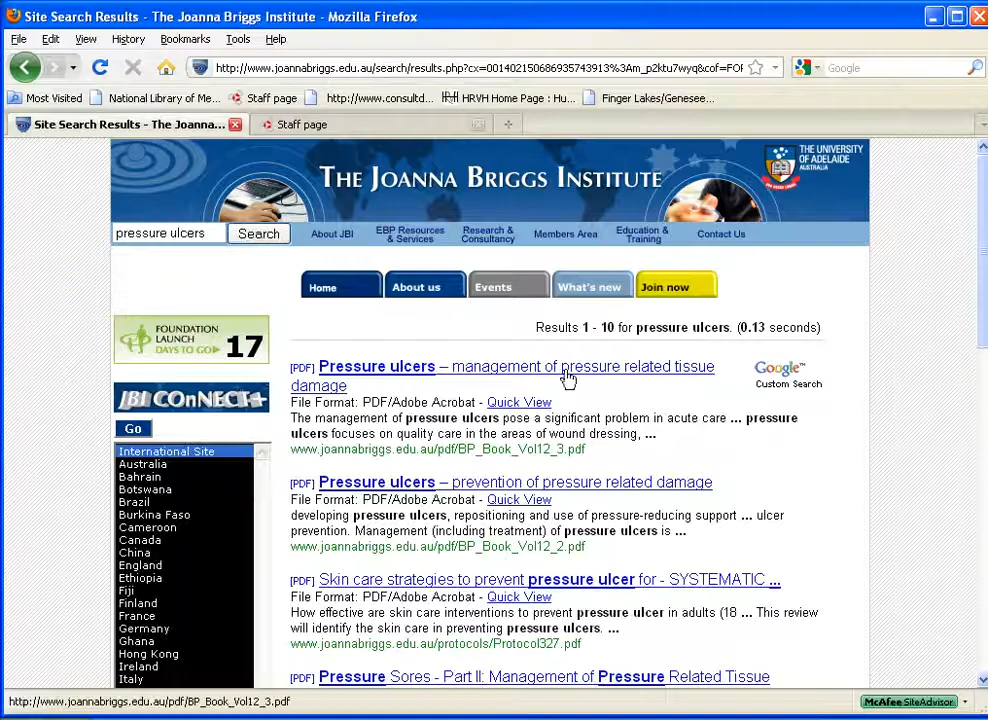 Site Search Results - The Joanna Briggs Institute - Mozilla Firefox
File Edit View History Bookmarks Tools Help
http://www.joannabriggs.edu.au/search/results.php?cx=001402150686935743913%3Am_p2ktu7wyq&cof=FOI
Google
Most Visited National Library of Me... Staff page http://www.consultd... HRVH Home Page : Hu... Finger Lakes/Genesee...
Site Search Results - The Joanna... Staff page
THE JOANNA BRIGGS INSTITUTE
THE UNIVERSITY
OF ADELAIDE
AUSTRALIA
pressure ulcers Search
About JBI
EBP Resources
& Services
Research &
Consultancy
Members Area
Education &
Training
Contact Us
Home About us Events What's new Join now
Results 1 - 10 for pressure ulcers. (0.13 seconds)
FOUNDATION
LAUNCH
DAYS TO GO 17
JBI COnNECT+
Go
International Site
Australia
Bahrain
Botswana
Brazil
Burkina Faso
Cameroon
Canada
China
England
Ethiopia
Fiji
Finland
France
Germany
Ghana
Hong Kong
Ireland
Italy
[PDF] Pressure ulcers – management of pressure related tissue
damage
Google™
Custom Search
File Format: PDF/Adobe Acrobat - Quick View
The management of pressure ulcers pose a significant problem in acute care ... pressure
ulcers focuses on quality care in the areas of wound dressing, ...
www.joannabriggs.edu.au/pdf/BP_Book_Vol12_3.pdf
[PDF] Pressure ulcers – prevention of pressure related damage
File Format: PDF/Adobe Acrobat - Quick View
developing pressure ulcers, repositioning and use of pressure-reducing support ... ulcer
prevention. Management (including treatment) of pressure ulcers is ...
www.joannabriggs.edu.au/pdf/BP_Book_Vol12_2.pdf
[PDF] Skin care strategies to prevent pressure ulcer for - SYSTEMATIC ...
File Format: PDF/Adobe Acrobat - Quick View
How effective are skin care interventions to prevent pressure ulcer in adults (18 ... This review
will identify the skin care in preventing pressure ulcers. ...
www.joannabriggs.edu.au/protocols/Protocol327.pdf
[PDF] Pressure Sores - Part II: Management of Pressure Related Tissue
http://www.joannabriggs.edu.au/pdf/BP_Book_Vol12_3.pdf
McAfee SiteAdvisor